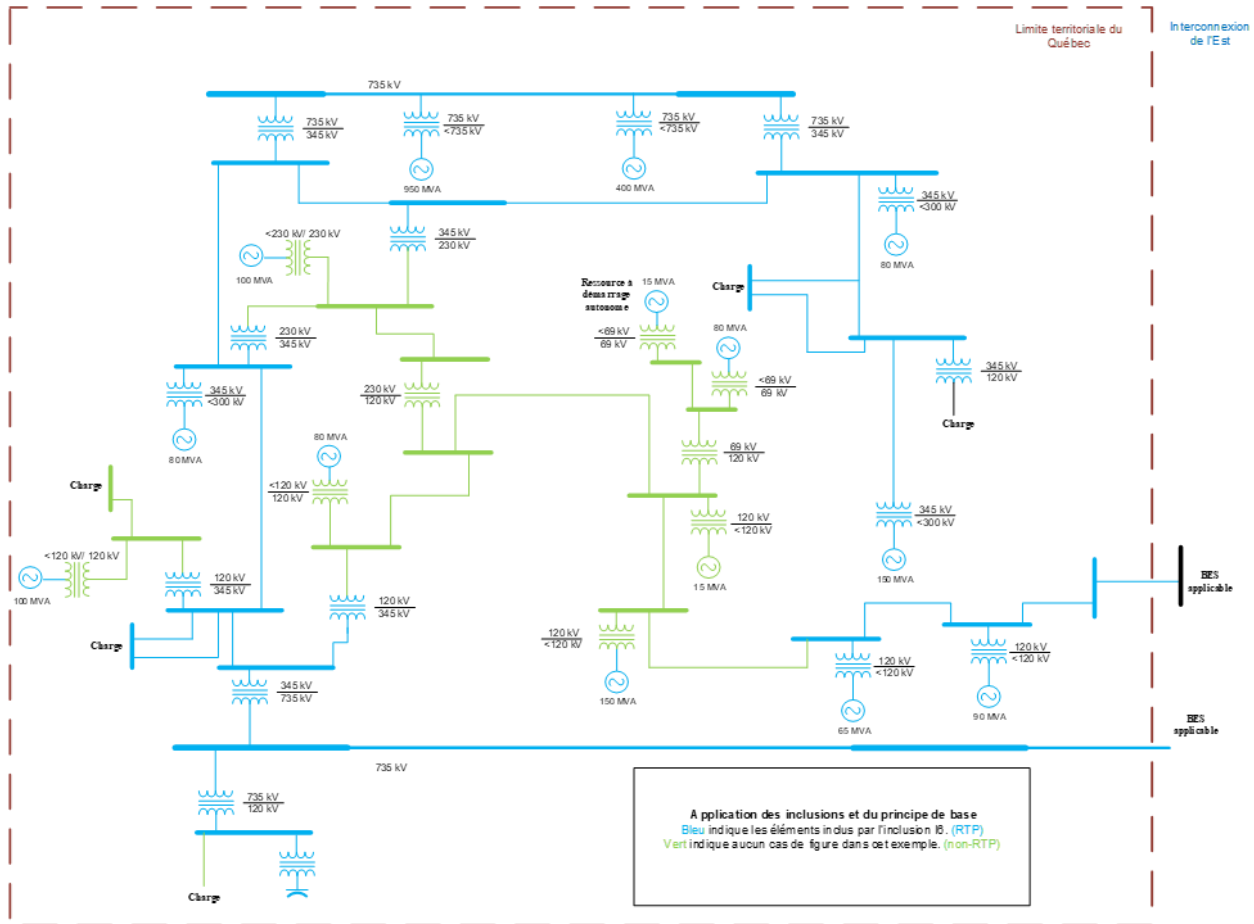 Limite territoriale du
Québec
Interconnexion
de l'Est
735 kV
735 kV
345 kV
735 kV
<735 kV
735 kV
<735 kV
735 kV
345 kV
950 MVA
400 MVA
345 kV
<300 kV
80 MVA
345 kV
230 kV
<230 kV/ 230 kV
100 MVA
Ressource à
démarrage
autonome
15 MVA
Charge
<69 kV
69 kV
80 MVA
230 kV
345 kV
345 kV
<300 kV
80 MVA
230 kV
120 kV
<69 kV
69 kV
345 kV
120 kV
Charge
80 MVA
69 kV
120 kV
Charge
<120 kV
120 kV
345 kV
<300 kV
120 kV
<120 kV
<120 kV/ 120 kV
100 MVA
120 kV
345 kV
15 MVA
150 MVA
BES
applicable
120 kV
345 kV
Charge
120 kV
<120 kV
120 kV
<120 kV
120 kV
<120 kV
345 kV
735 kV
150 MVA
65 MVA
90 MVA
BES
applicable
735 kV
735 kV
120 kV
Charge
Application des inclusions et du principe de base
Bleu indique les éléments inclus par l'inclusion I6. (RTP)
Vert indique aucun cas de figure dans cet exemple. (non-RTP)